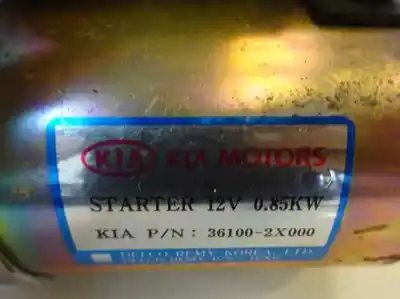 KIA KIA MOTORS
STARTER 12V 0.85KW
KIA P/N: 36100-2X000
DELCO REMY KOREA, LTD.